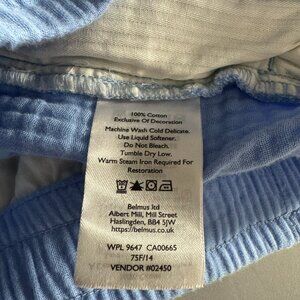 100% Cotton
Exclusive Of Decoration
Machine Wash Cold Delicate.
Use Liquid Softener.
Do Not Bleach.
Tumble Dry Low.
Warm Steam Iron Required For
Restoration
Belmus ltd
Albert Mill, Mill Street
Haslingden, BB4 5JW
https://belmus.co.uk
WPL 9647 CA00665
75F/14
VENDOR #02450